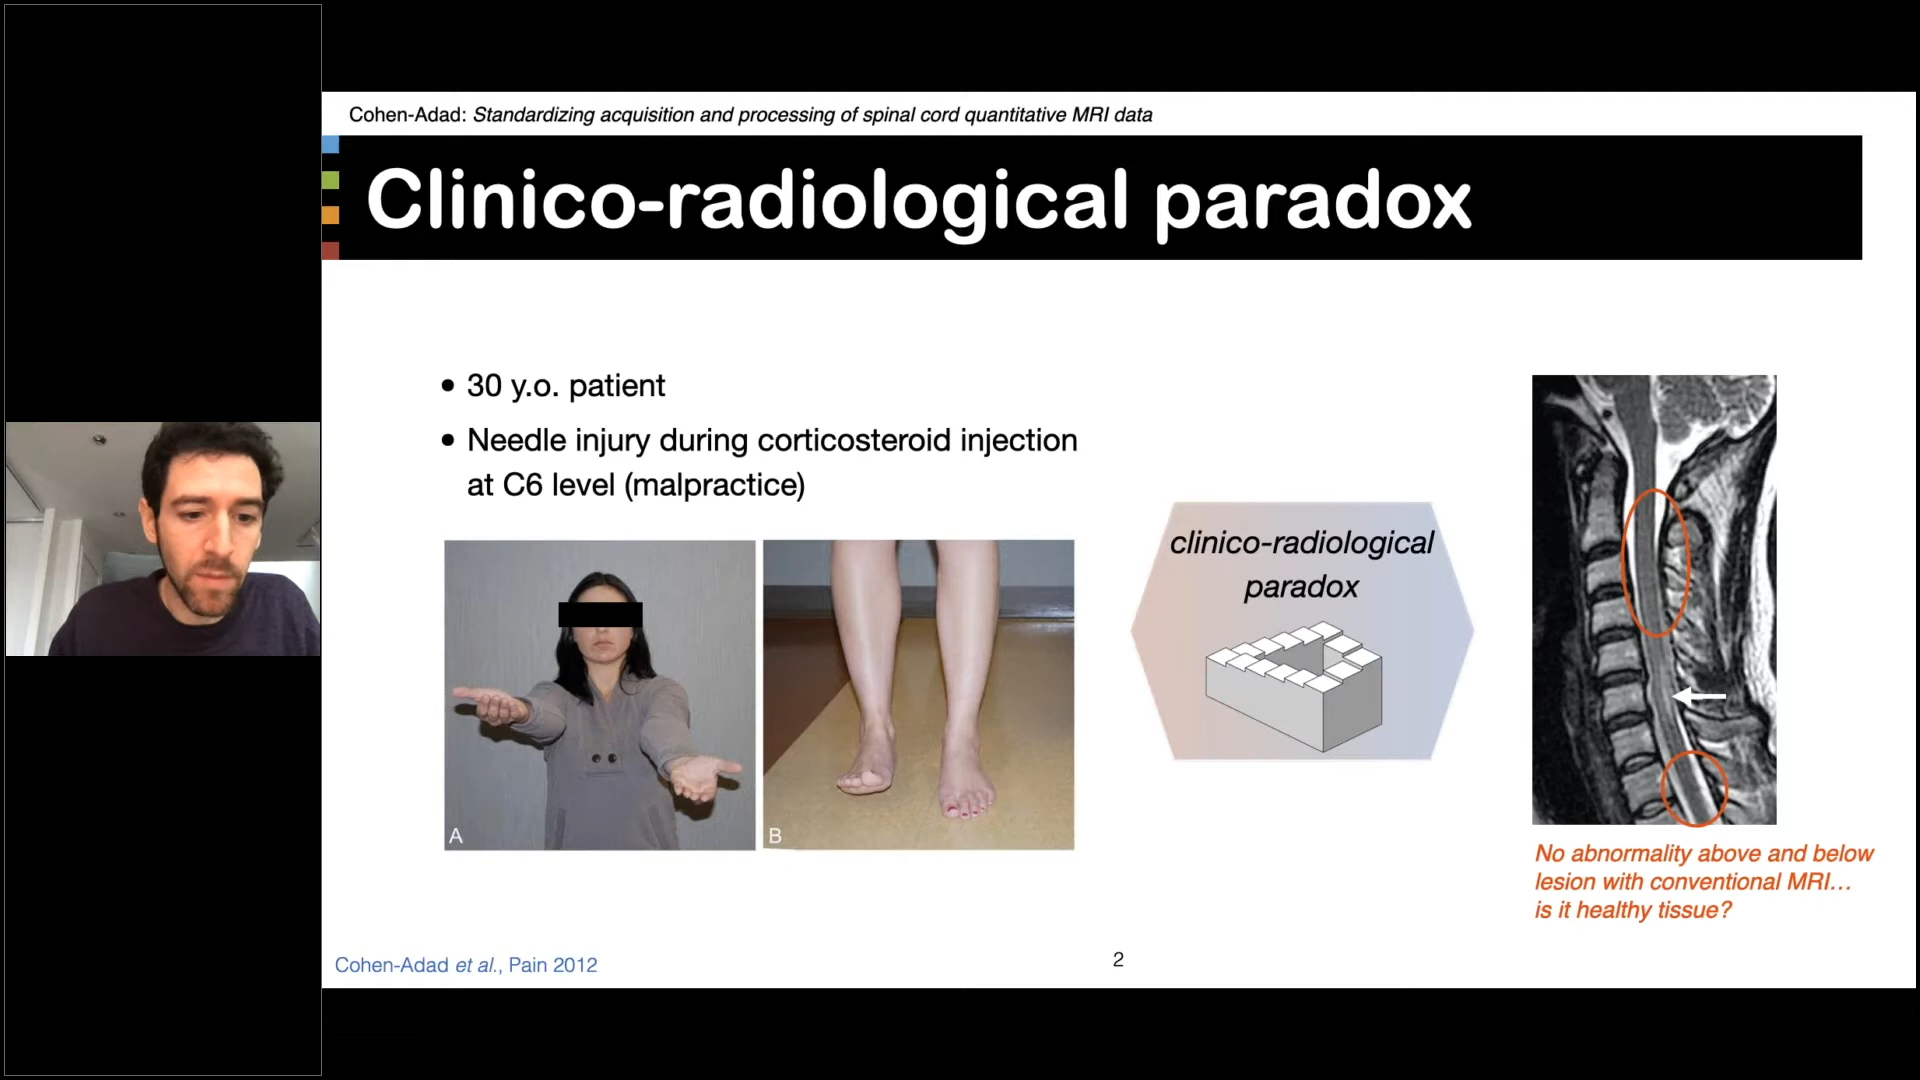 Cohen-Adad: Standardizing acquisition and processing of spinal cord quantitative MRI data
Clinico-radiological paradox
• 30 y.o. patient
• Needle injury during corticosteroid injection
at C6 level (malpractice)
A
B
clinico-radiological
paradox
No abnormality above and below
lesion with conventional MRI...
is it healthy tissue?
Cohen-Adad et al., Pain 2012
2